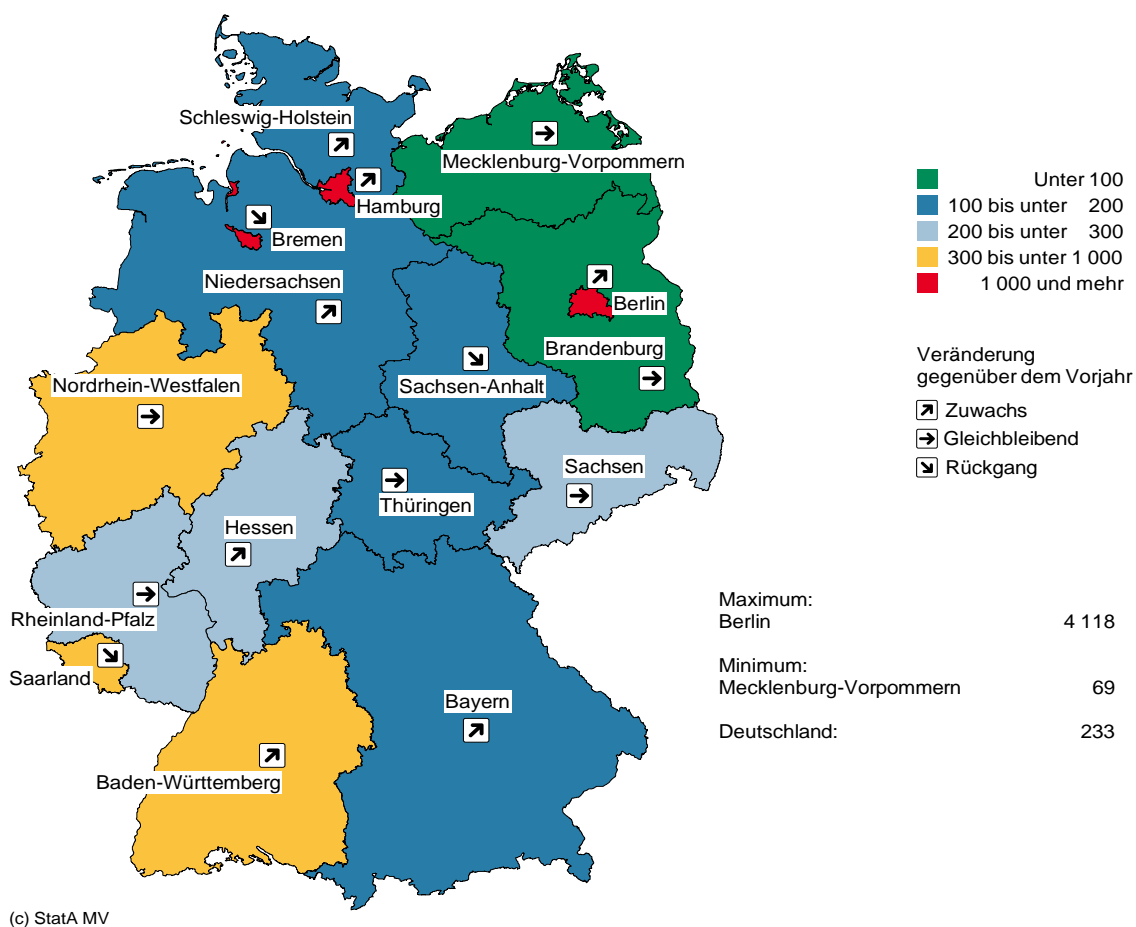 Schleswig-Holstein
Mecklenburg-Vorpommern
Hamburg
Bremen
Niedersachsen
Berlin
Brandenburg
Nordrhein-Westfalen
Sachsen-Anhalt
Sachsen
Thüringen
Hessen
Rheinland-Pfalz
Saarland
Bayern
Baden-Württemberg
Unter 100
100 bis unter 200
200 bis unter 300
300 bis unter 1 000
1 000 und mehr
Veränderung
gegenüber dem Vorjahr
Zuwachs
Gleichbleibend
Rückgang
Maximum:
Berlin 4 118
Minimum:
Mecklenburg-Vorpommern 69
Deutschland: 233
(c) StatA MV